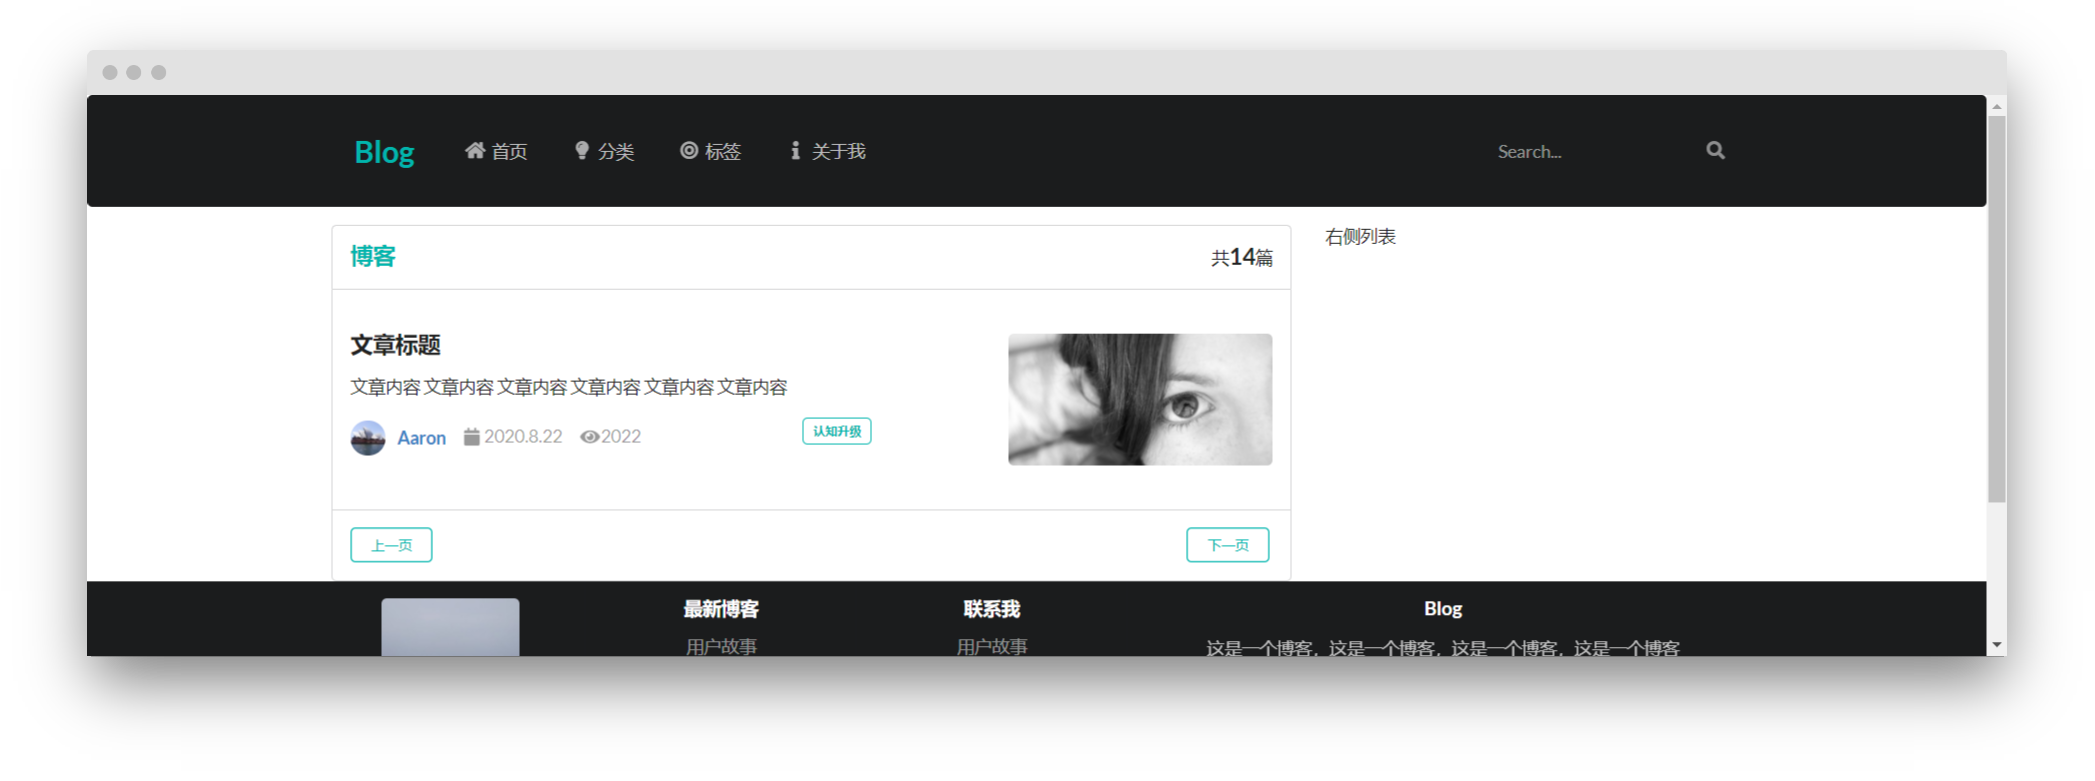 Blog 首页 分类 标签 关于我 Search...
博客 共14篇
右侧列表
文章标题
文章内容 文章内容 文章内容 文章内容 文章内容 文章内容
Aaron 2020.8.22 2022 认知升级
上一页 下一页
最新博客 联系我 Blog
用户故事 用户故事 这是一个博客，这是一个博客，这是一个博客，这是一个博客